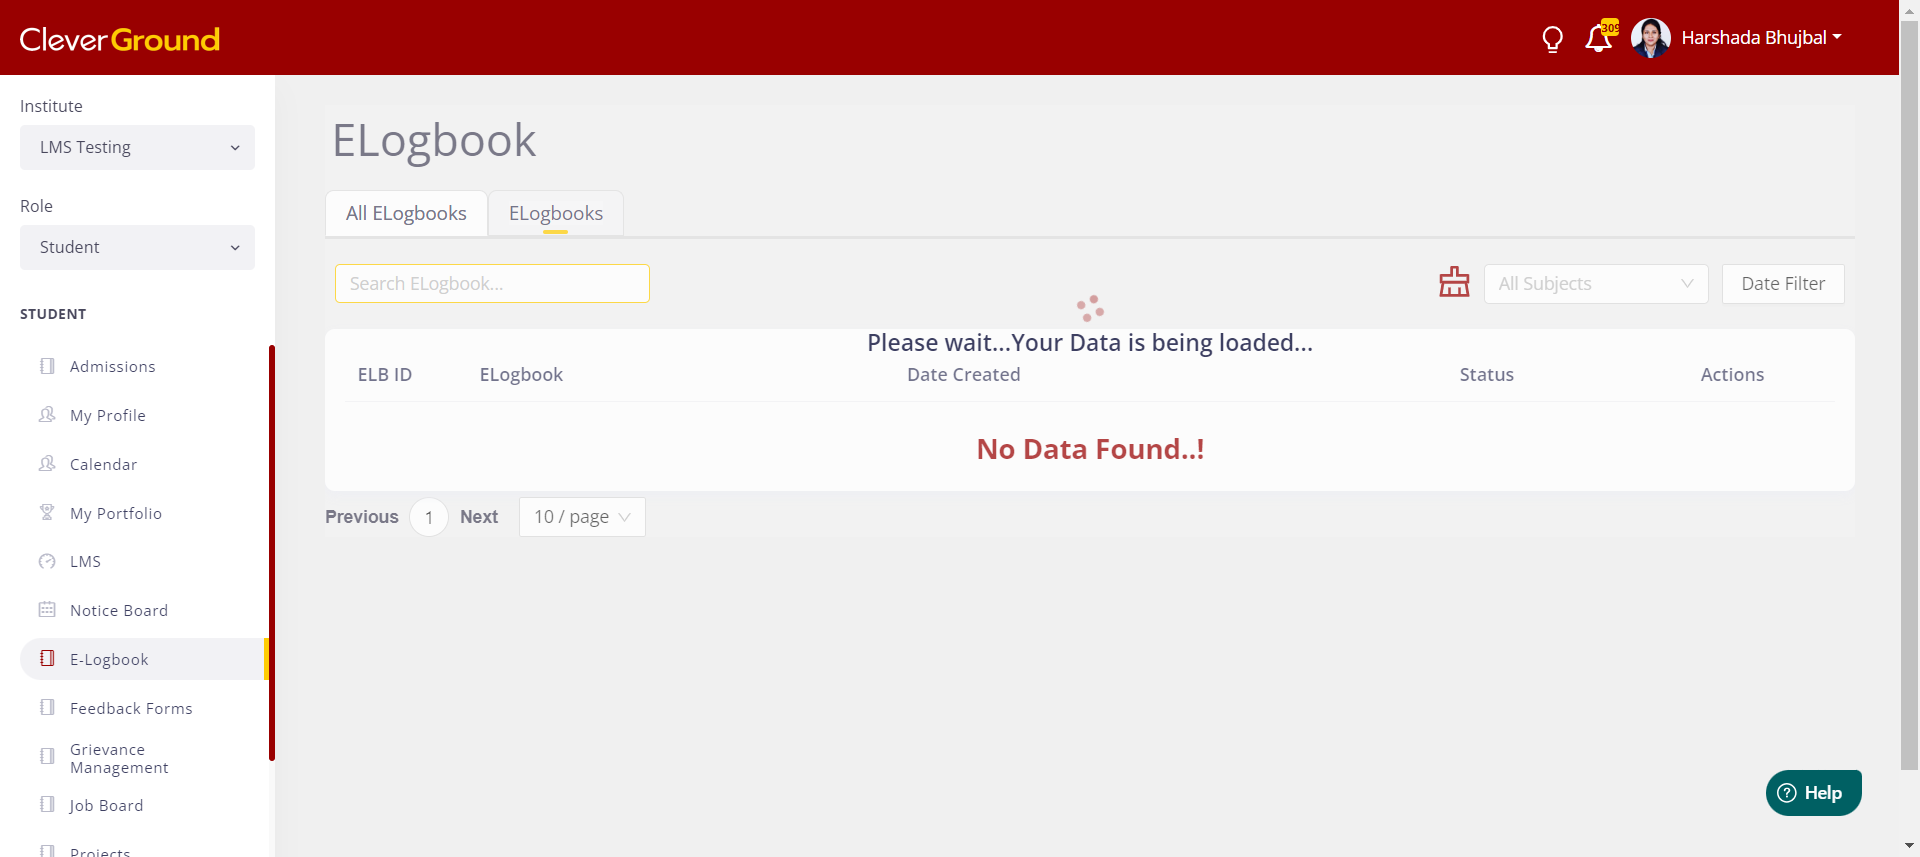 CleverGround
309
Harshada Bhujbal
Institute
LMS Testing
Role
Student
STUDENT
Admissions
My Profile
Calendar
My Portfolio
LMS
Notice Board
E-Logbook
Feedback Forms
Grievance
Management
Job Board
Projects
ELogbook
All ELogbooks
ELogbooks
Search ELogbook...
All Subjects
Date Filter
Please wait...Your Data is being loaded...
ELB ID ELogbook Date Created Status Actions
No Data Found..!
Previous 1 Next 10 / page
Help